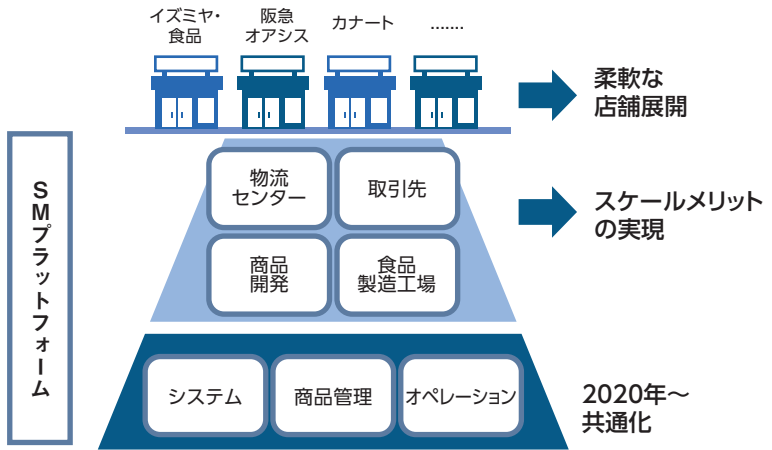 イズミヤ・
食品
阪急
オアシス
カナート
.......
柔軟な
店舗展開
SMプラットフォーム
物流
センター
取引先
スケールメリット
の実現
商品
開発
食品
製造工場
システム
商品管理
オペレーション
2020年～
共通化